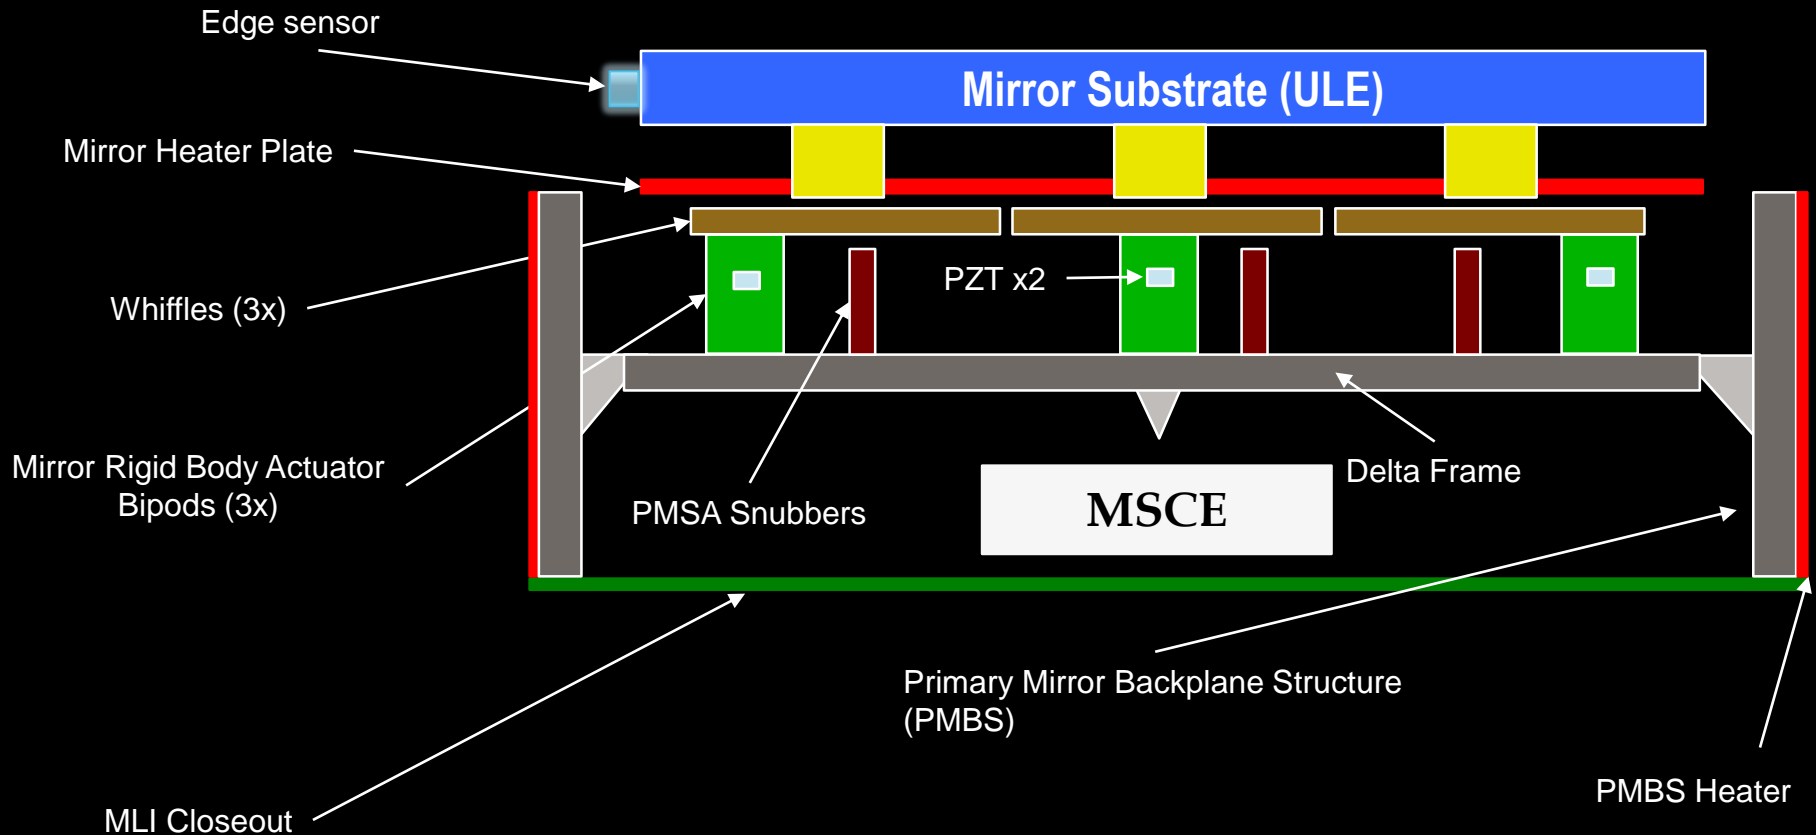 Edge sensor
Mirror Substrate (ULE)
Mirror Heater Plate
PZT x2
Whiffles (3x)
Mirror Rigid Body Actuator
Bipods (3x)
PMSA Snubbers
MSCE
Delta Frame
Primary Mirror Backplane Structure
(PMBS)
PMBS Heater
MLI Closeout